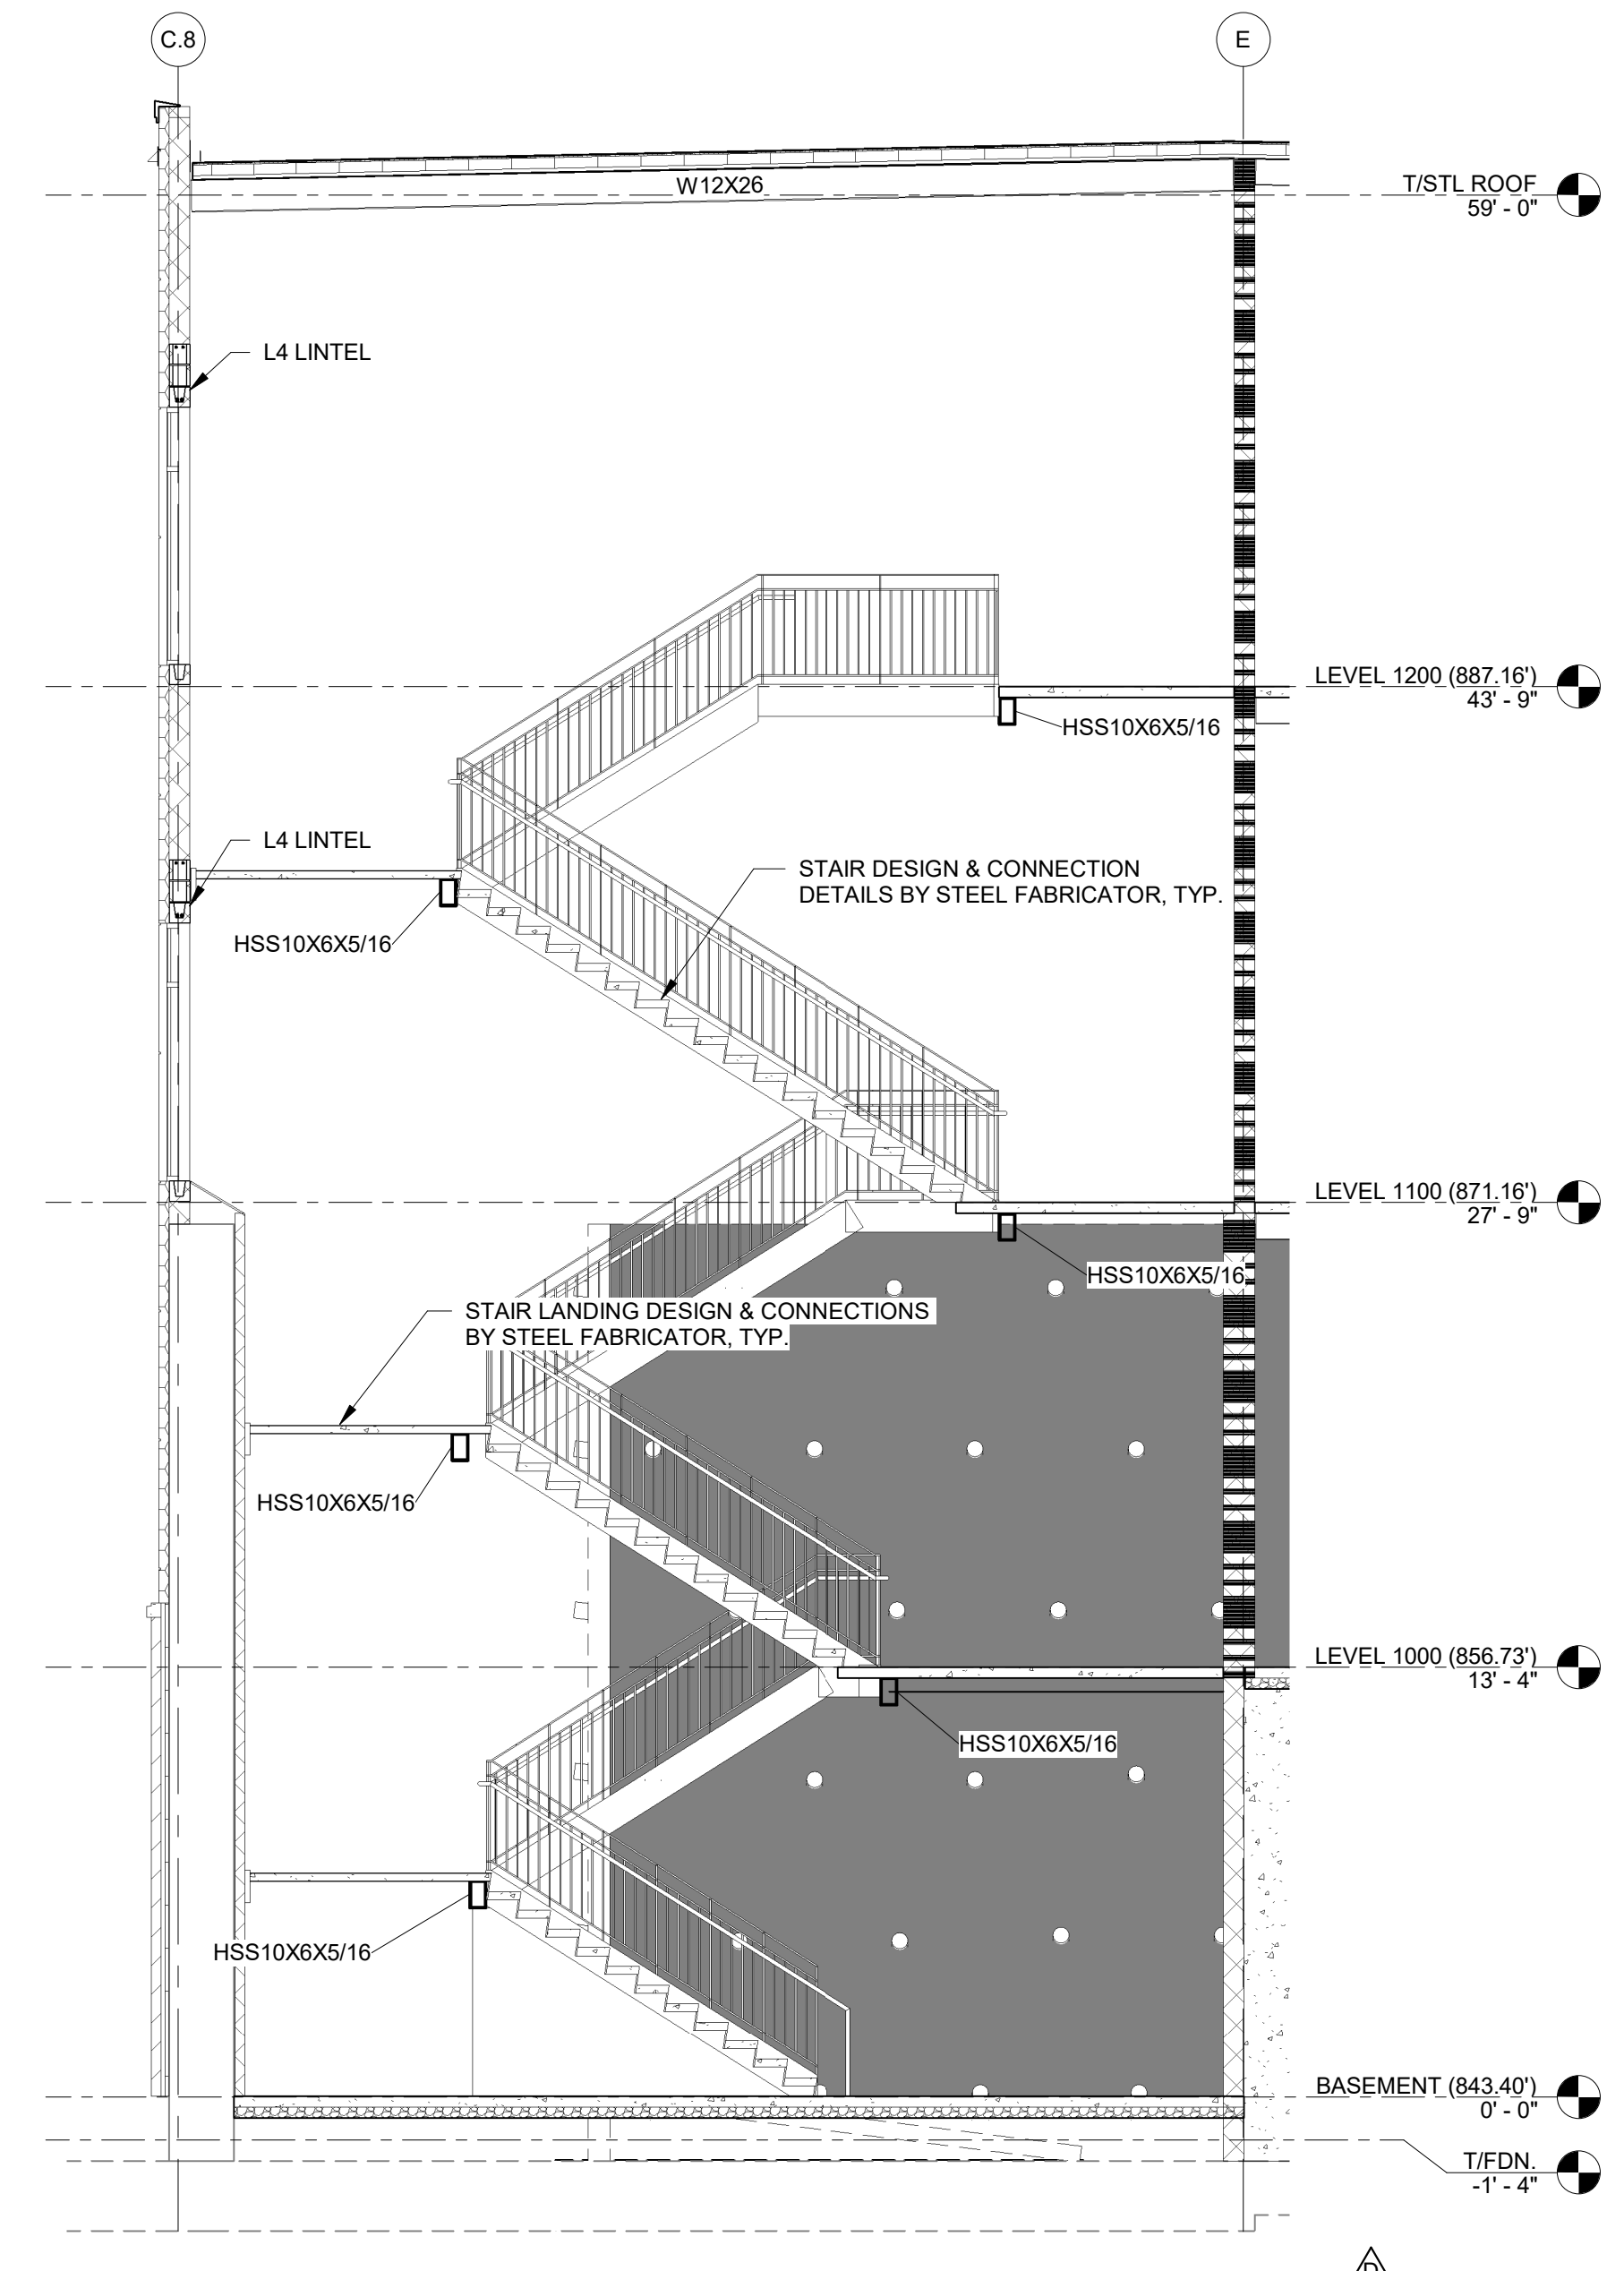 C.8
E
W12X26
T/STL ROOF
59' - 0"
L4 LINTEL
LEVEL 1200 (887.16')
43' - 9"
HSS10X6X5/16
L4 LINTEL
STAIR DESIGN & CONNECTION
DETAILS BY STEEL FABRICATOR, TYP.
HSS10X6X5/16
LEVEL 1100 (871.16')
27' - 9"
HSS10X6X5/16
STAIR LANDING DESIGN & CONNECTIONS
BY STEEL FABRICATOR, TYP.
HSS10X6X5/16
LEVEL 1000 (856.73')
13' - 4"
HSS10X6X5/16
HSS10X6X5/16
BASEMENT (843.40')
0' - 0"
T/FDN.
-1' - 4"